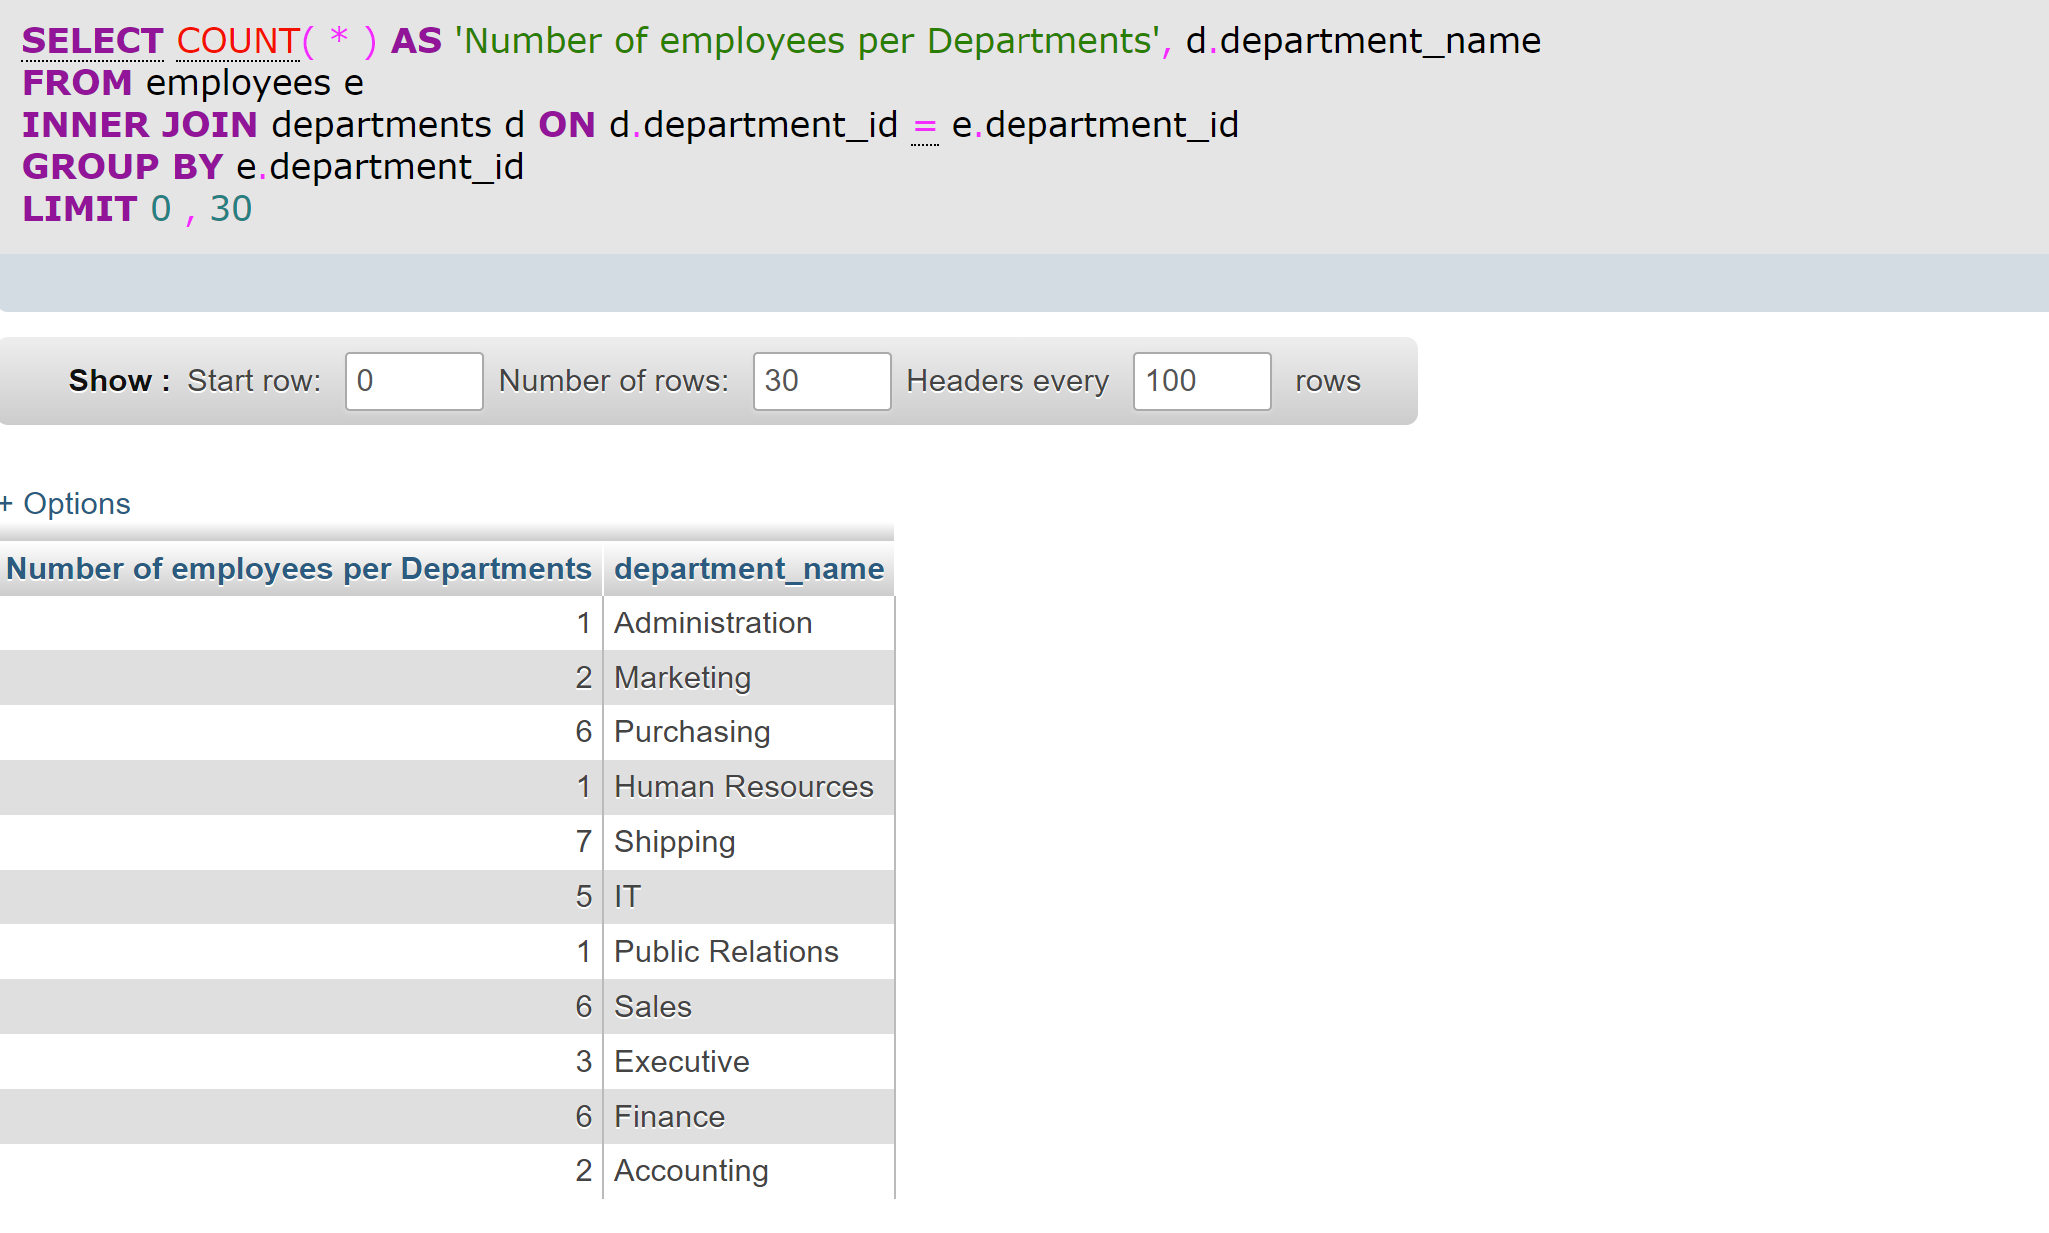 SELECT COUNT( * ) AS 'Number of employees per Departments', d.department_name
FROM employees e
INNER JOIN departments d ON d.department_id = e.department_id
GROUP BY e.department_id
LIMIT 0 , 30
Show : Start row: 0 Number of rows: 30 Headers every 100 rows
+ Options
Number of employees per Departments department_name
1 Administration
2 Marketing
6 Purchasing
1 Human Resources
7 Shipping
5 IT
1 Public Relations
6 Sales
3 Executive
6 Finance
2 Accounting